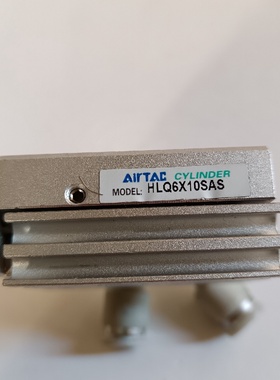 AirTAC CYLINDER
MODEL: HLQ6X10SAS